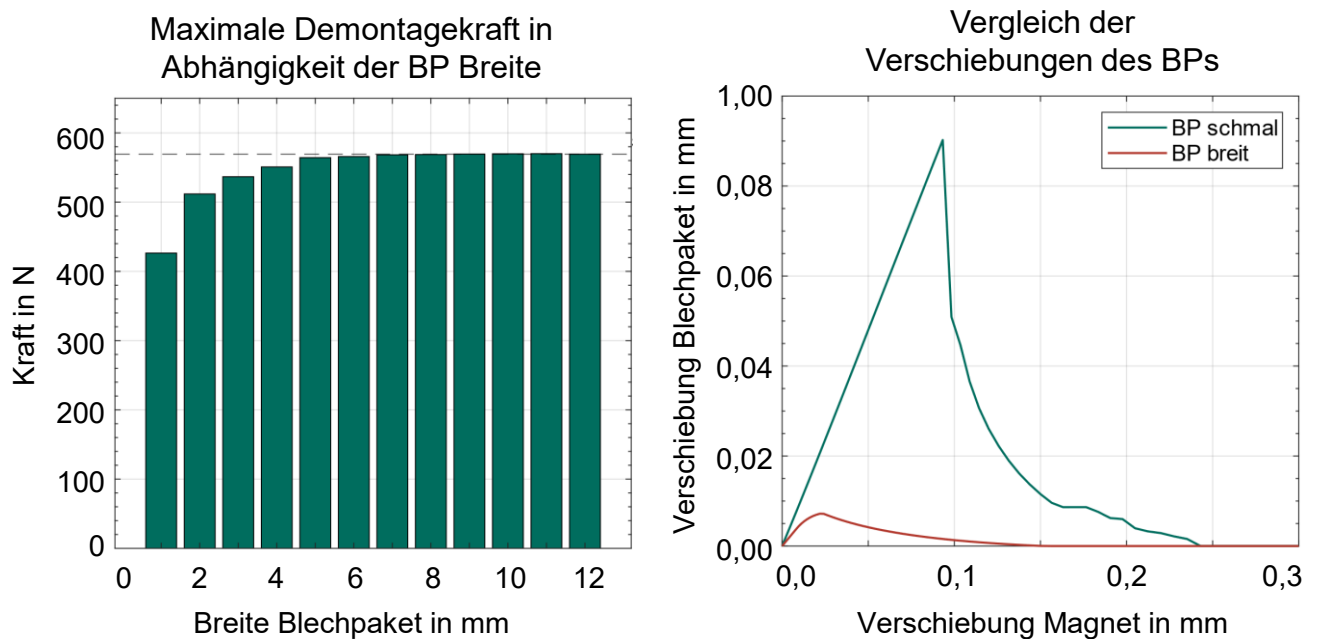 Maximale Demontagekraft in
Abhängigkeit der BP Breite
Kraft in N
600
500
400
300
200
100
0
0 2 4 6 8 10 12
Breite Blechpaket in mm
Vergleich der
Verschiebungen des BPs
Verschiebung Blechpaket in mm
1,00
0,08
0,06
0,04
0,02
0,00
BP schmal
BP breit
0,0 0,1 0,2 0,3
Verschiebung Magnet in mm